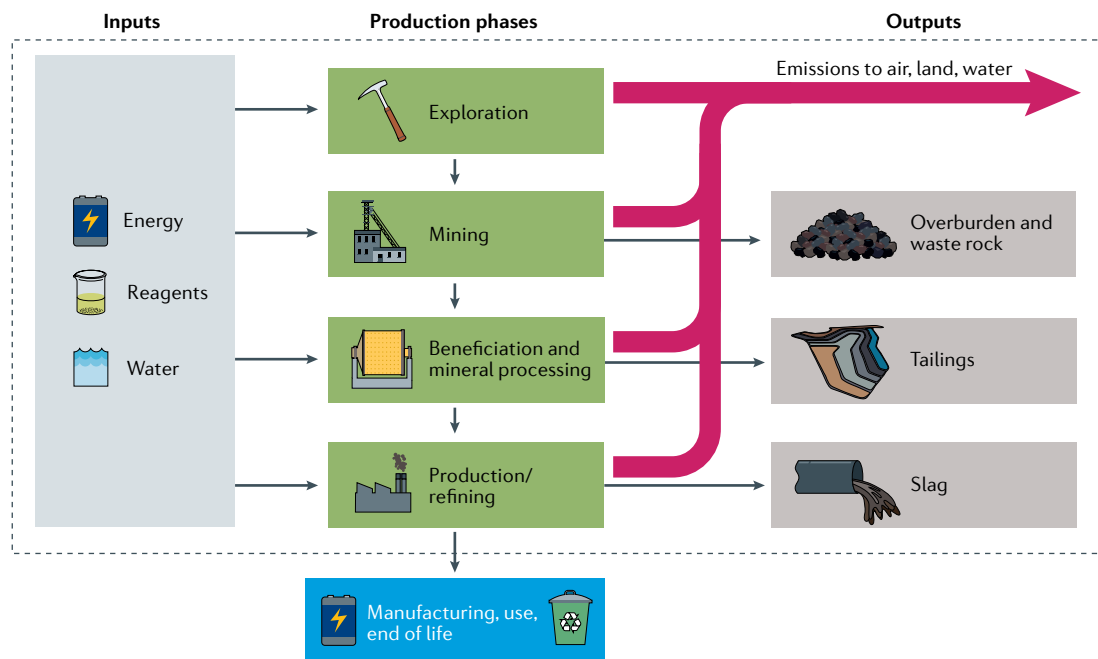 Inputs
Production phases
Outputs
Emissions to air, land, water
Exploration
Energy
Mining
Overburden and
waste rock
Reagents
Water
Beneficiation and
mineral processing
Tailings
Production/
refining
Slag
Manufacturing, use,
end of life